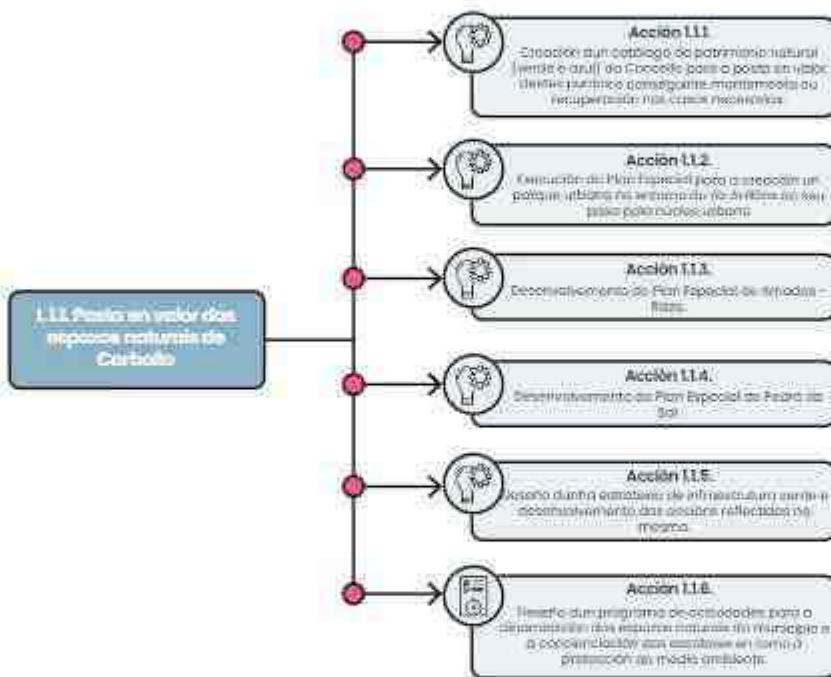 1.1.1. Posta en valor dos
espazos naturais de
Carballo
Acción 1.1.1.
Creación dun catálogo do patrimonio natural
(verde e azul) do Concello para a posta en valor
destes puntos e conseguinte mantemento ou
recuperación nos casos necesarios.
Acción 1.1.2.
Execución do Plan Especial para a creación un
parque urbano no entorno do río Anllóns ao seu
paso polo núcleo urbano
Acción 1.1.3.
Desenvolvemento do Plan Especial de Razo.
Acción 1.1.4.
Desenvolvemento do Plan Especial de Pedra do
Sal
Acción 1.1.5.
Deseño dunha estratexia de infraestrutura verde e
desenvolvemento das accións reflectidas na
mesma.
Acción 1.1.6.
Deseño dun programa de actividades para a
dinamización dos espazos naturais do municipio e
a concienciación dos escolares en torno á
protección do medio ambiente.